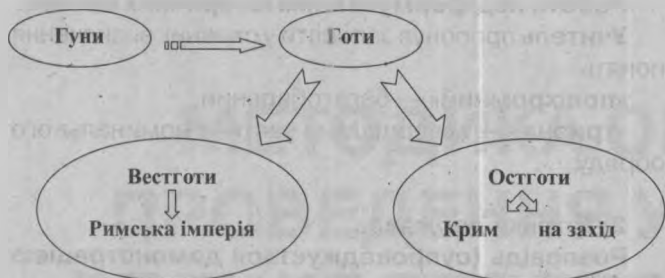 Гуни
Готи
Вестготи
Римська імперія
Остготи
Крим на захід